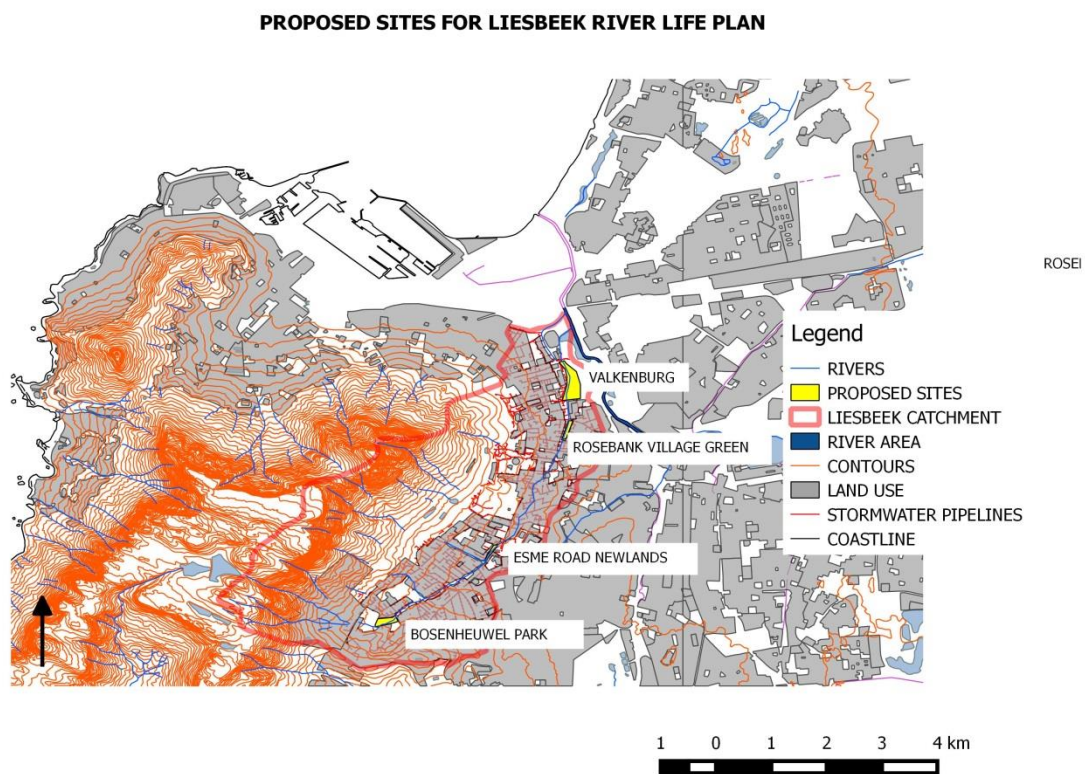 PROPOSED SITES FOR LIESBEEK RIVER LIFE PLAN
ROSEI
Legend
RIVERS
PROPOSED SITES
LIESBEEK CATCHMENT
RIVER AREA
CONTOURS
LAND USE
STORMWATER PIPELINES
COASTLINE
VALKENBURG
ROSEBANK VILLAGE GREEN
ESME ROAD NEWLANDS
BOSENHEUWEL PARK
1 0 1 2 3 4 km